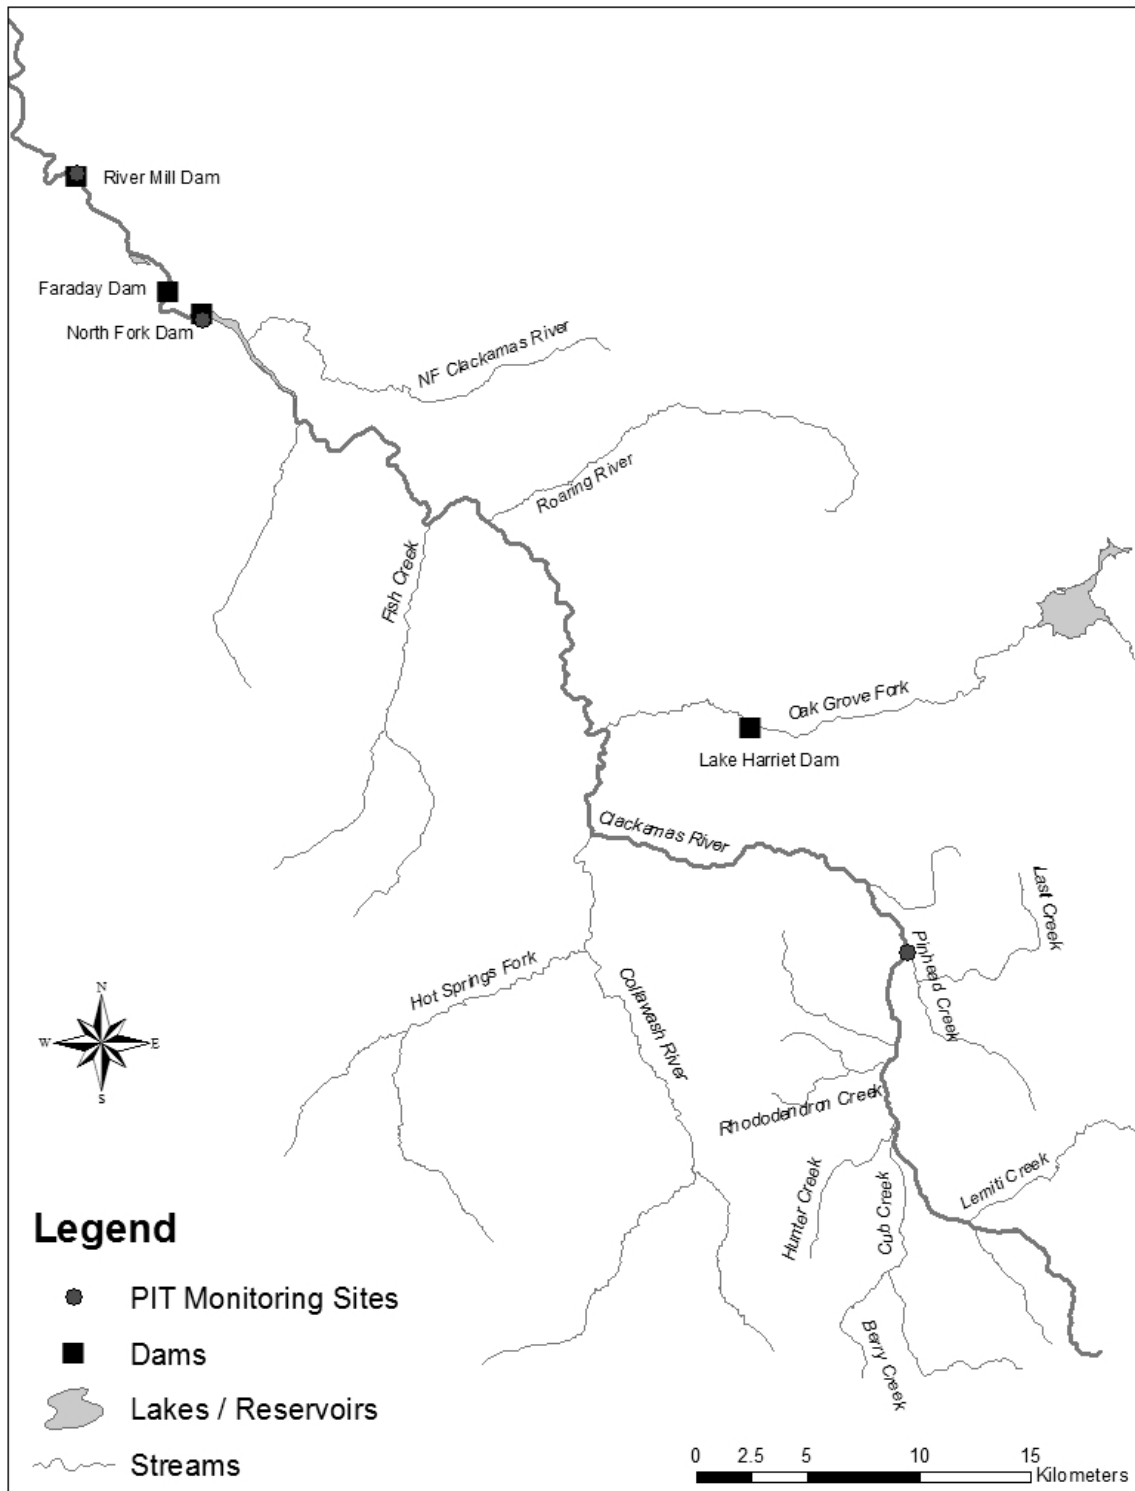 River Mill Dam
Faraday Dam
North Fork Dam
NF Clackamas River
Roaring River
Fish Creek
Oak Grove Fork
Lake Harriet Dam
Clackamas River
Last Creek
Pinhead Creek
Hot Springs Fork
Collawash River
N
W
E
S
Rhododendron Creek
Hunter Creek
Cub Creek
Lemiti Creek
Berry Creek
Legend
PIT Monitoring Sites
Dams
Lakes / Reservoirs
Streams
0 2.5 5 10 15
Kilometers